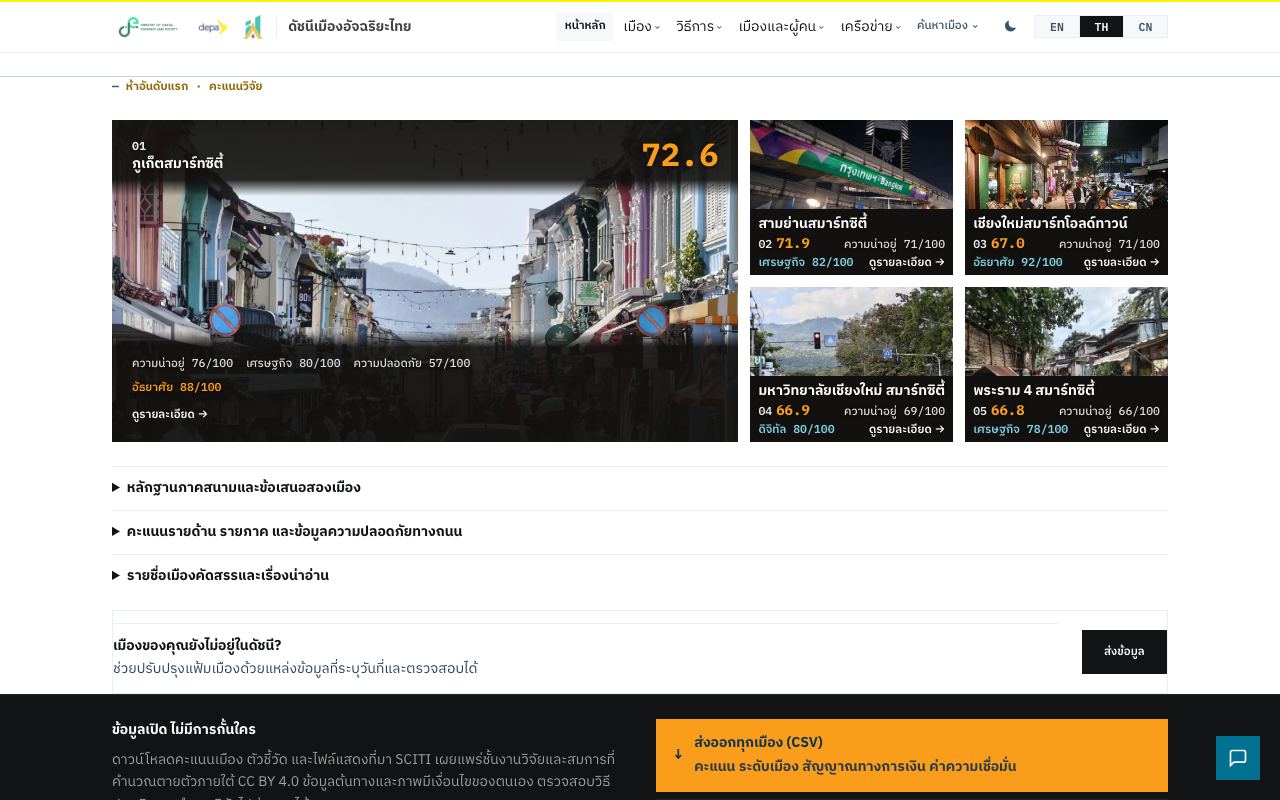 depa
ดัชนีเมืองอัจฉริยะไทย
หน้าหลัก
เมือง
วิธีการ
เมืองและผู้คน
เครือข่าย
ค้นหาเมือง
EN
TH
CN
— ห้าอันดับแรก · คะแนนวิจัย
01
ภูเก็ตสมาร์ทซิตี้
72.6
ความน่าอยู่ 76/100 เศรษฐกิจ 80/100 ความปลอดภัย 57/100
อัธยาศัย 88/100
ดูรายละเอียด →
กรุงเทพฯ Bangkok
สามย่านสมาร์ทซิตี้
02 71.9 ความน่าอยู่ 71/100
เศรษฐกิจ 82/100 ดูรายละเอียด →
เชียงใหม่สมาร์ทโอลด์ทาวน์
03 67.0 ความน่าอยู่ 71/100
อัธยาศัย 92/100 ดูรายละเอียด →
มหาวิทยาลัยเชียงใหม่ สมาร์ทซิตี้
04 66.9 ความน่าอยู่ 69/100
ดิจิทัล 80/100 ดูรายละเอียด →
พระราม 4 สมาร์ทซิตี้
05 66.8 ความน่าอยู่ 66/100
เศรษฐกิจ 78/100 ดูรายละเอียด →
▶ หลักฐานภาคสนามและข้อเสนอสองเมือง
▶ คะแนนรายด้าน รายภาค และข้อมูลความปลอดภัยทางถนน
▶ รายชื่อเมืองคัดสรรและเรื่องน่าอ่าน
เมืองของคุณยังไม่อยู่ในดัชนี?
ช่วยปรับปรุงแฟ้มเมืองด้วยแหล่งข้อมูลที่ระบุวันที่และตรวจสอบได้
ส่งข้อมูล
ข้อมูลเปิด ไม่มีการกั้นใคร
ดาวน์โหลดคะแนนเมือง ตัวชี้วัด และไฟล์แสดงที่มา SCITI เผยแพร่ชั้นงานวิจัยและสมการที่
คำนวณตายตัวภายใต้ CC BY 4.0 ข้อมูลต้นทางและภาพมีเงื่อนไขของตนเอง ตรวจสอบวิธี
↓ ส่งออกทุกเมือง (CSV)
คะแนน ระดับเมือง สัญญาณทางการเงิน ค่าความเชื่อมั่น